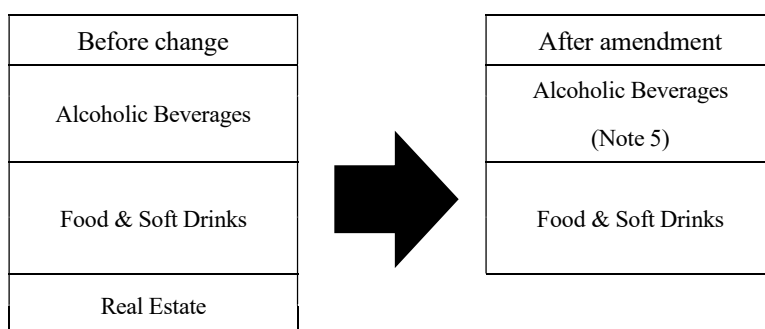 Before change
Alcoholic Beverages
Food & Soft Drinks
Real Estate
After amendment
Alcoholic Beverages
(Note 5)
Food & Soft Drinks